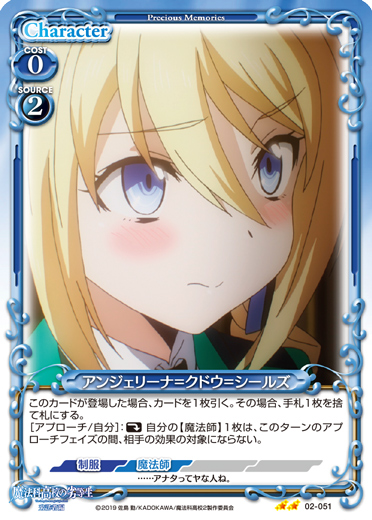 Precious Memories
Character
COST
0
SOURCE
2
アンジェリーナ=クドウ=シールズ
このカードが登場した場合、カードを1枚引く。その場合、手札1枚を捨
て札にする。
[アプローチ/自分]: 自分の【魔法師】1枚は、このターンのアプ
ローチフェイズの間、相手の効果の対象にならない。
制服 魔法師
……アナタってヤな人ね。
魔法科高校の劣等生
02-051
©2019 佐島 勤/KADOKAWA/魔法科高校2製作委員会